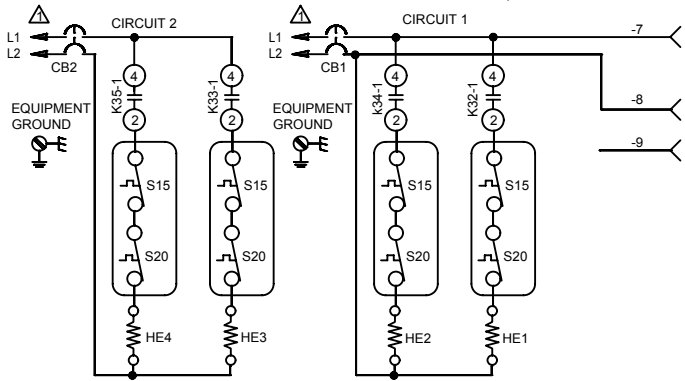 1 CIRCUIT 2
L1
L2
CB2
4 4
K35-1 K33-1
2 2
EQUIPMENT
GROUND
S15 S15
S20 S20
HE4 HE3
1 CIRCUIT 1
L1
L2
CB1
-7
-8
-9
4 4
k34-1 K32-1
2 2
EQUIPMENT
GROUND
S15 S15
S20 S20
HE2 HE1